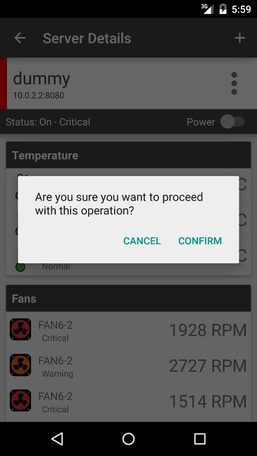 3G
5:59
Server Details
dummy
10.0.2.2:8080
Status: On - Critical
Power
Temperature
C
Are you sure you want to proceed
with this operation?
C
CANCEL
CONFIRM
C
Normal
Fans
FAN6-2
Critical
1928 RPM
FAN6-2
Warning
2727 RPM
FAN6-2
Critical
1514 RPM